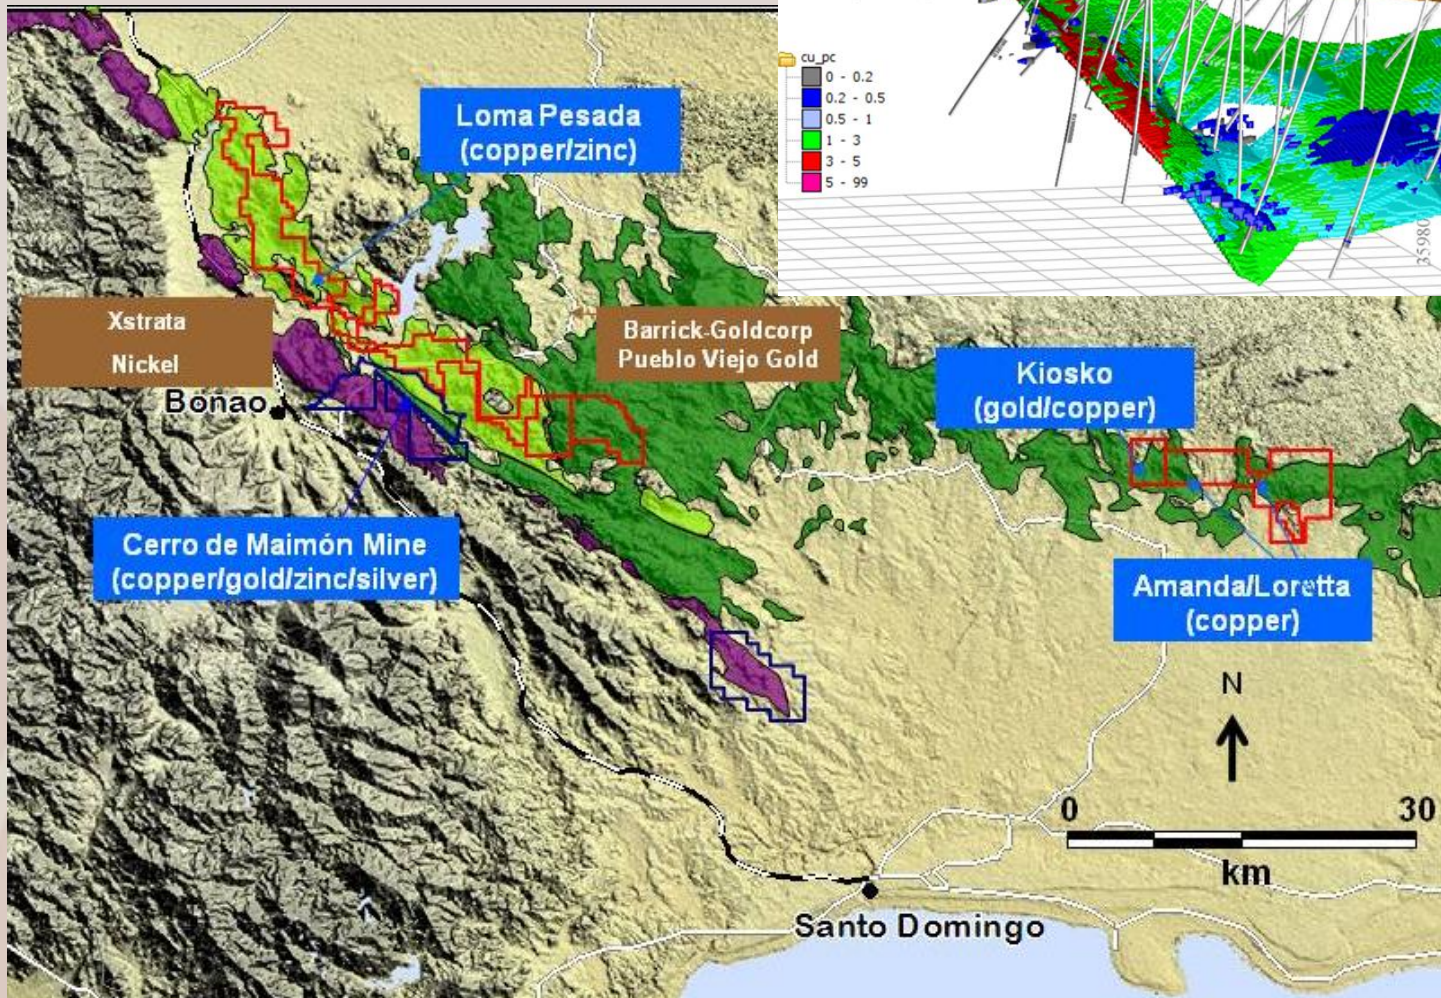 cu_pc
0 - 0.2
0.2 - 0.5
0.5 - 1
1 - 3
3 - 5
5 - 99
35980
Loma Pesada
(copper/zinc)
Xstrata
Nickel
Barrick-Goldcorp
Pueblo Viejo Gold
Bonao
Kiosko
(gold/copper)
Cerro de Maimón Mine
(copper/gold/zinc/silver)
Amanda/Loretta
(copper)
N
0 30
km
Santo Domingo